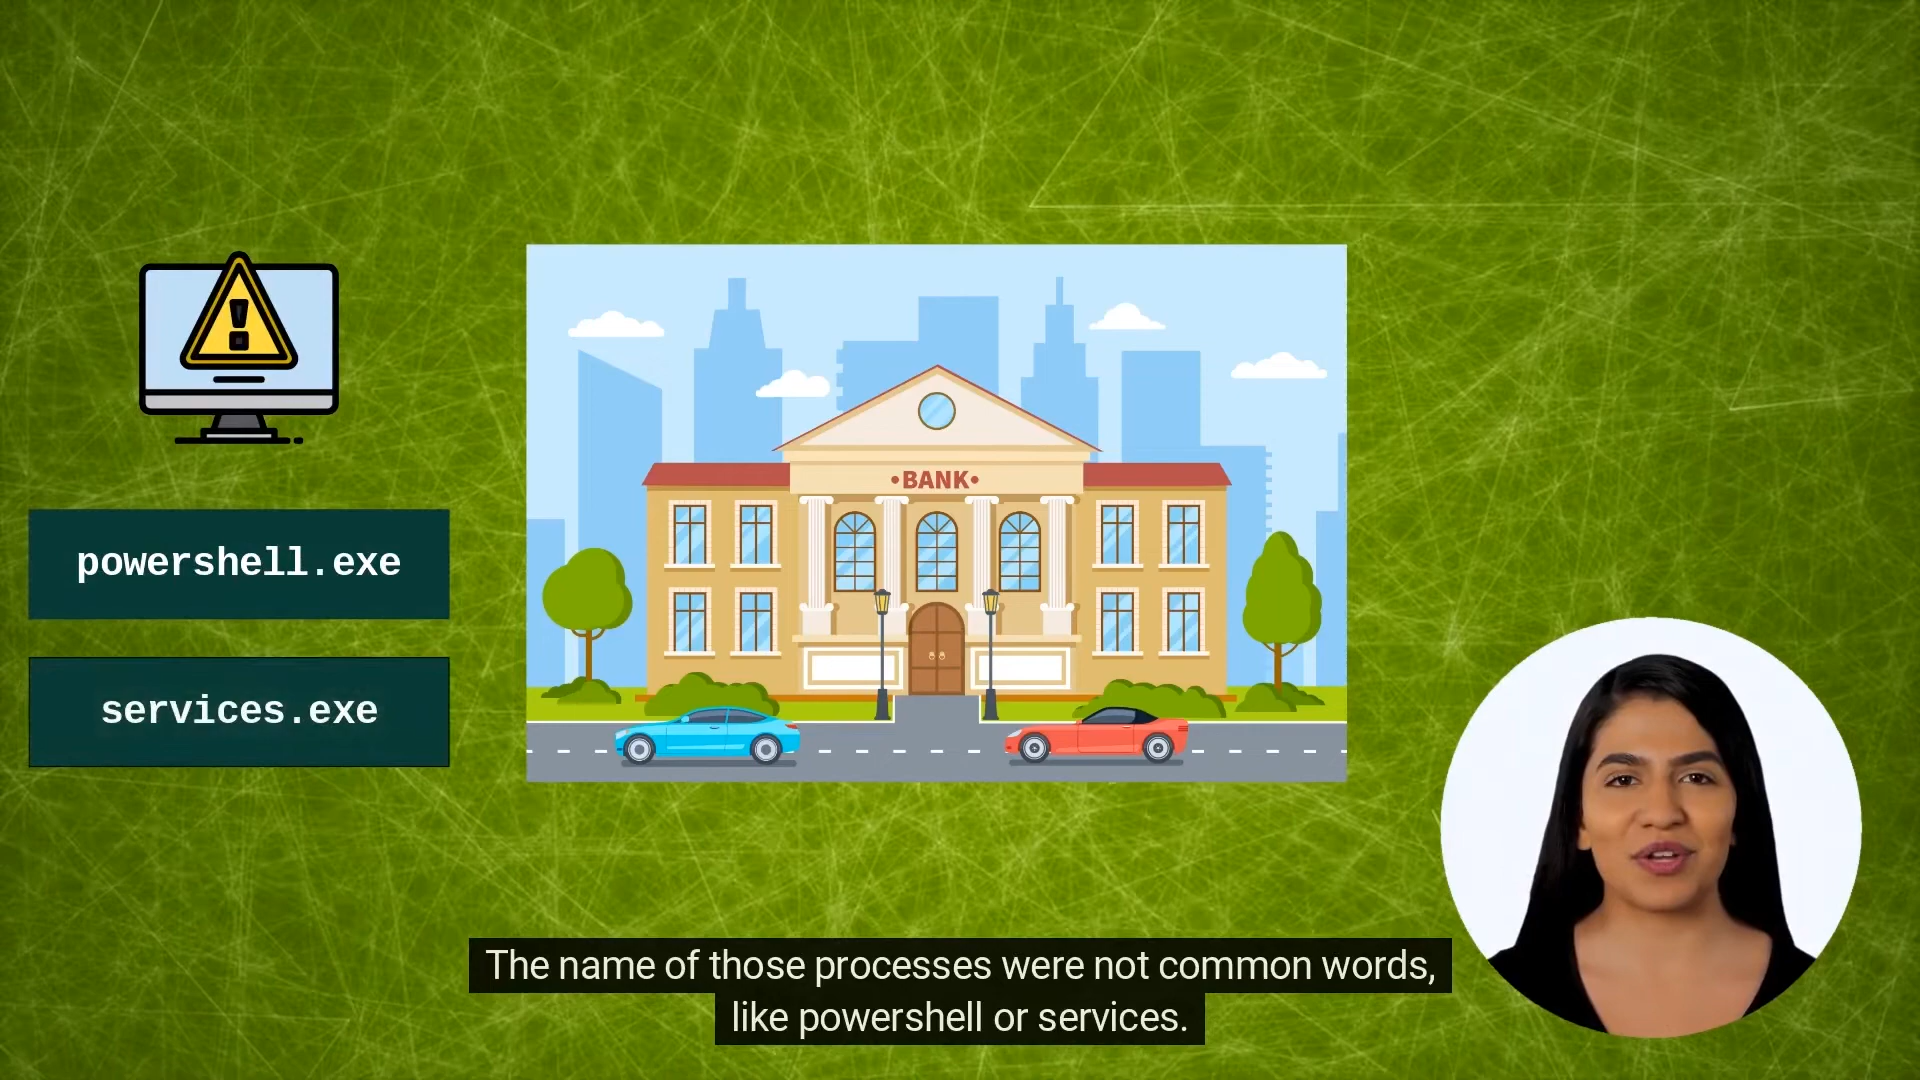 •BANK•
powershell.exe
services.exe
The name of those processes were not common words,
like powershell or services.